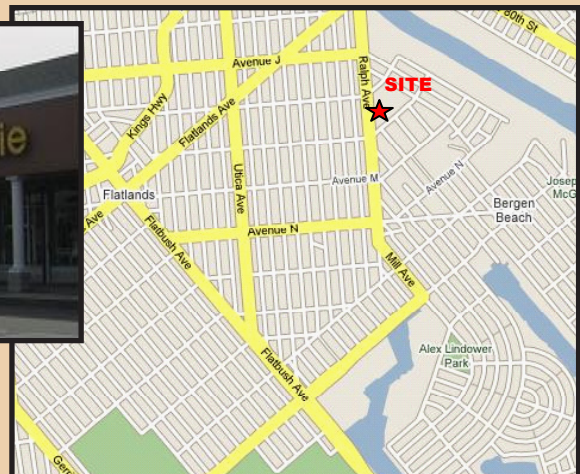 80th St
Avenue J
Ralph Ave
SITE
Kings Hwy
Flatlands Ave
ie
Utica Ave
Avenue M
Avenue N
Flatlands
Bergen
Beach
Ave
Flatbush Ave
Avenue N
Mill Ave
Alex Lindower
Park
Flatbush Ave